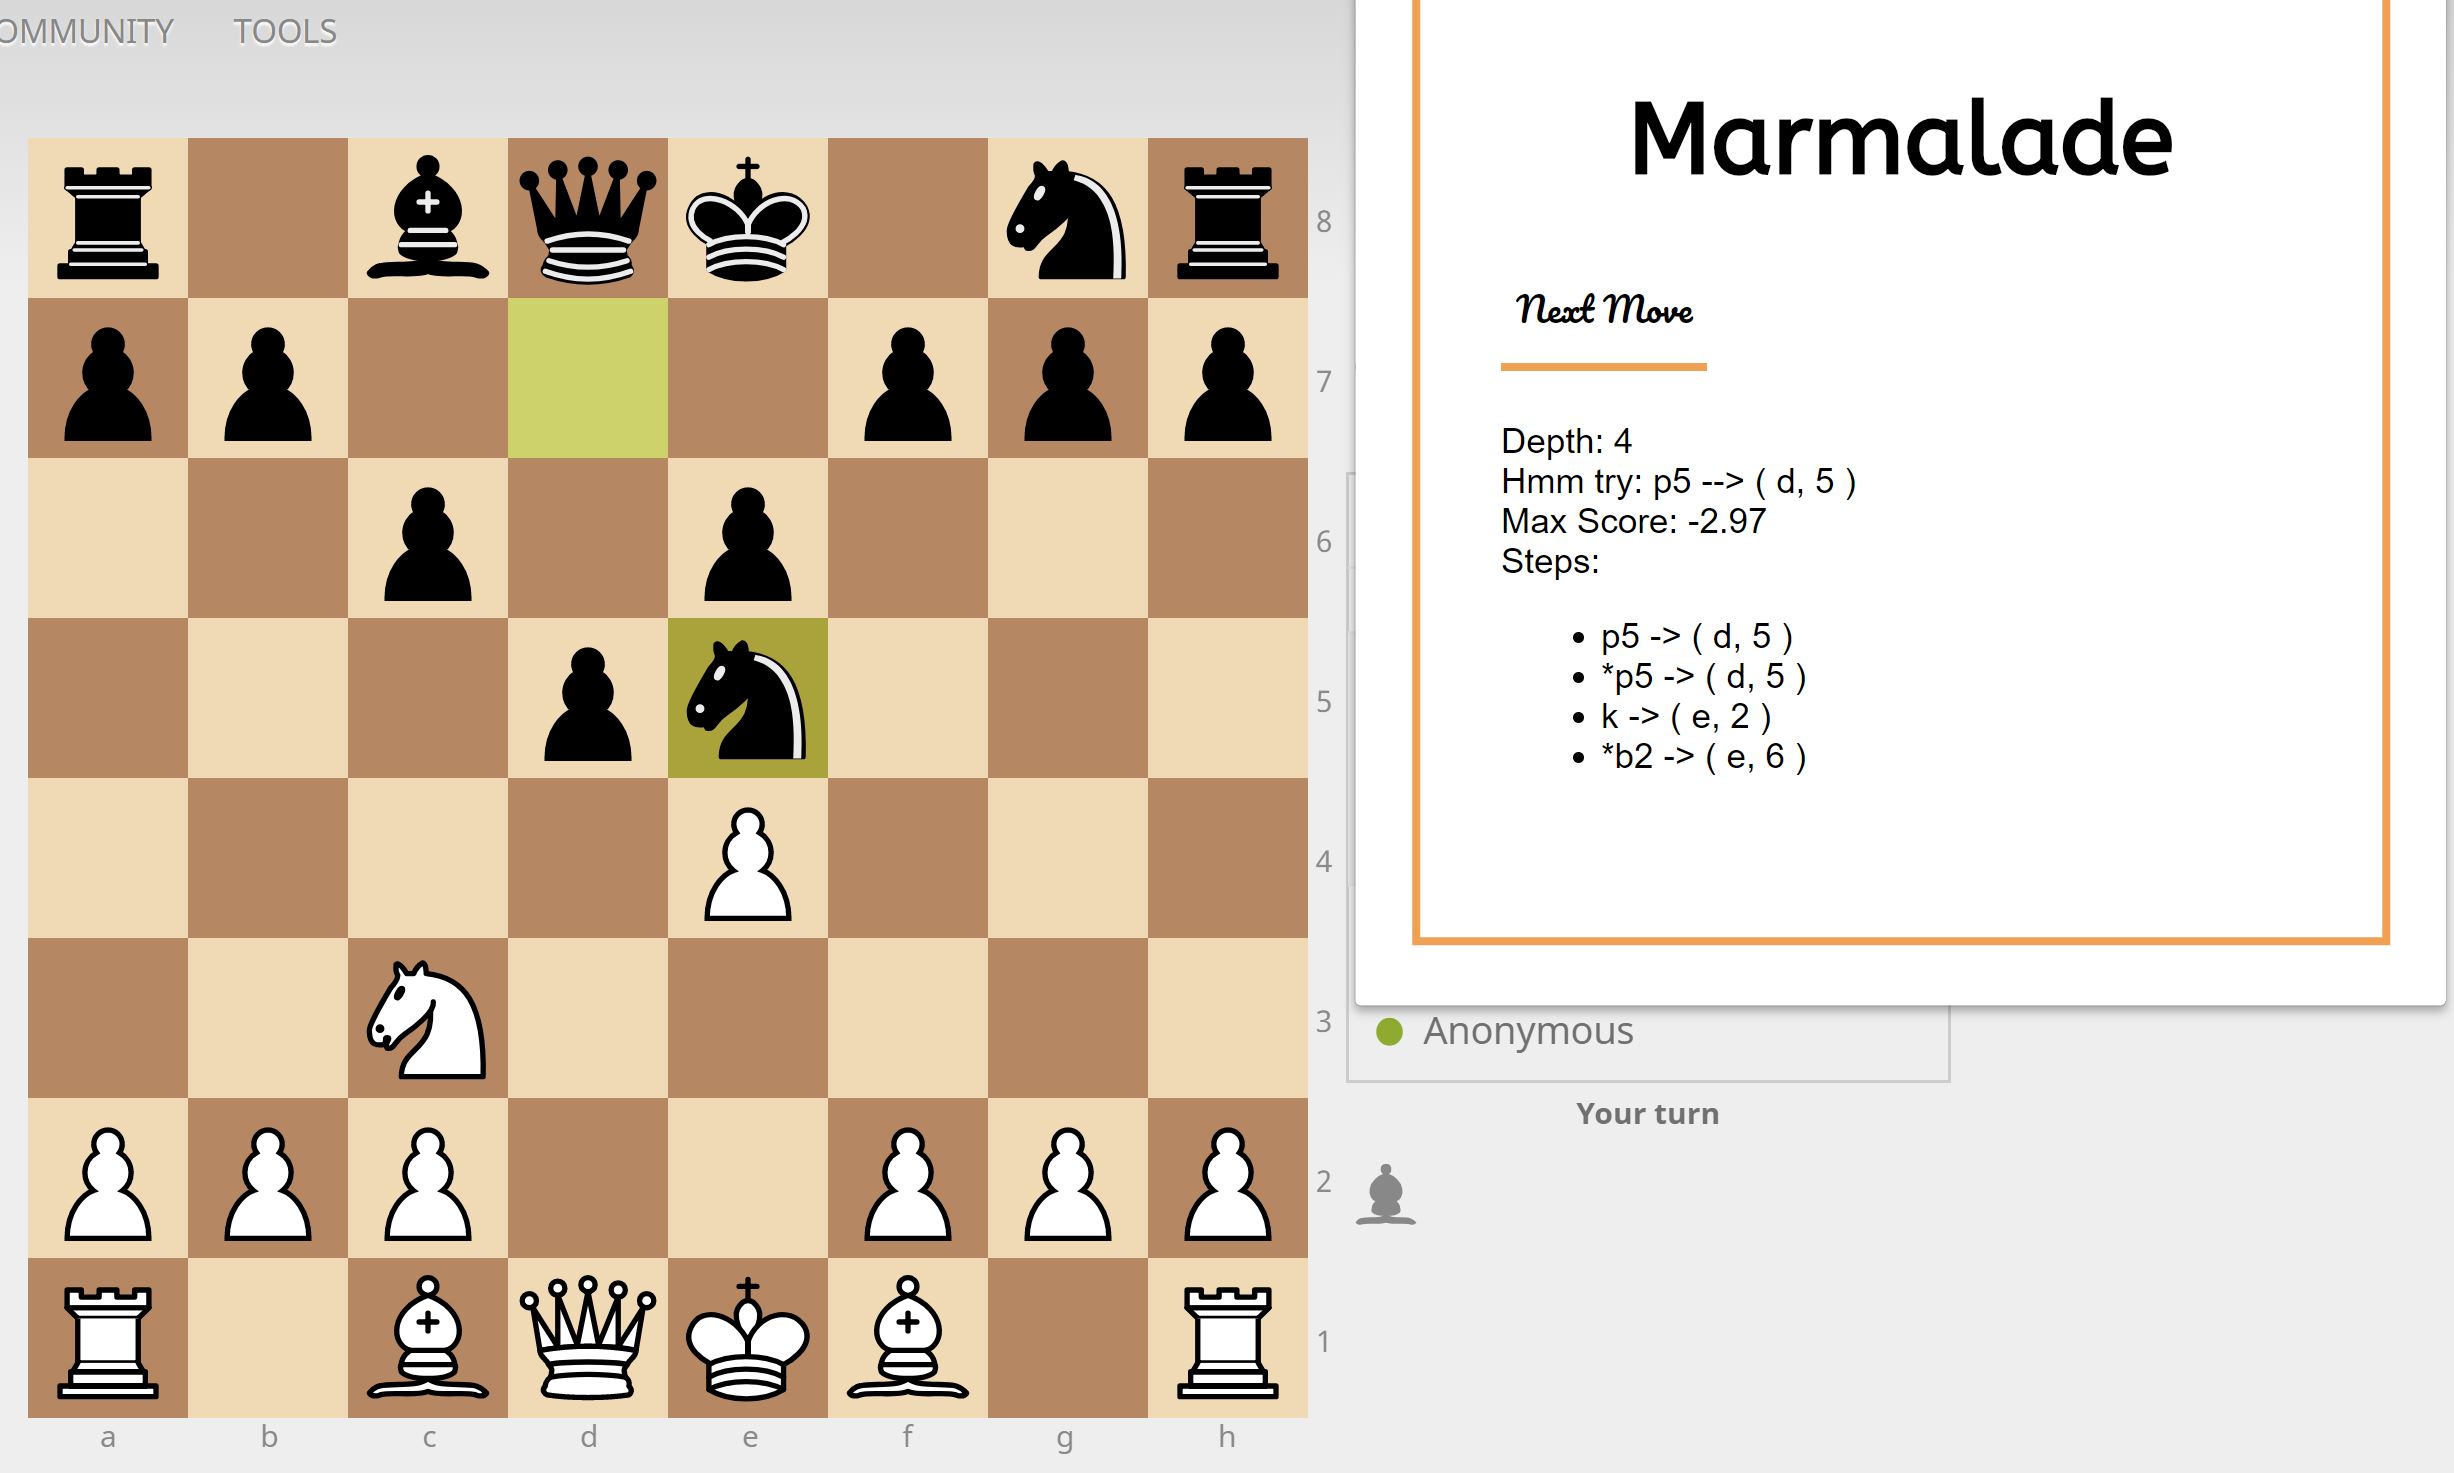 OMMUNITY TOOLS
Marmalade
Next Move
Depth: 4
Hmm try: p5 --> ( d, 5 )
Max Score: -2.97
Steps:
p5 -> ( d, 5 )
*p5 -> ( d, 5 )
k -> ( e, 2 )
*b2 -> ( e, 6 )
8
7
6
5
4
3
2
1
a b c d e f g h
Anonymous
Your turn